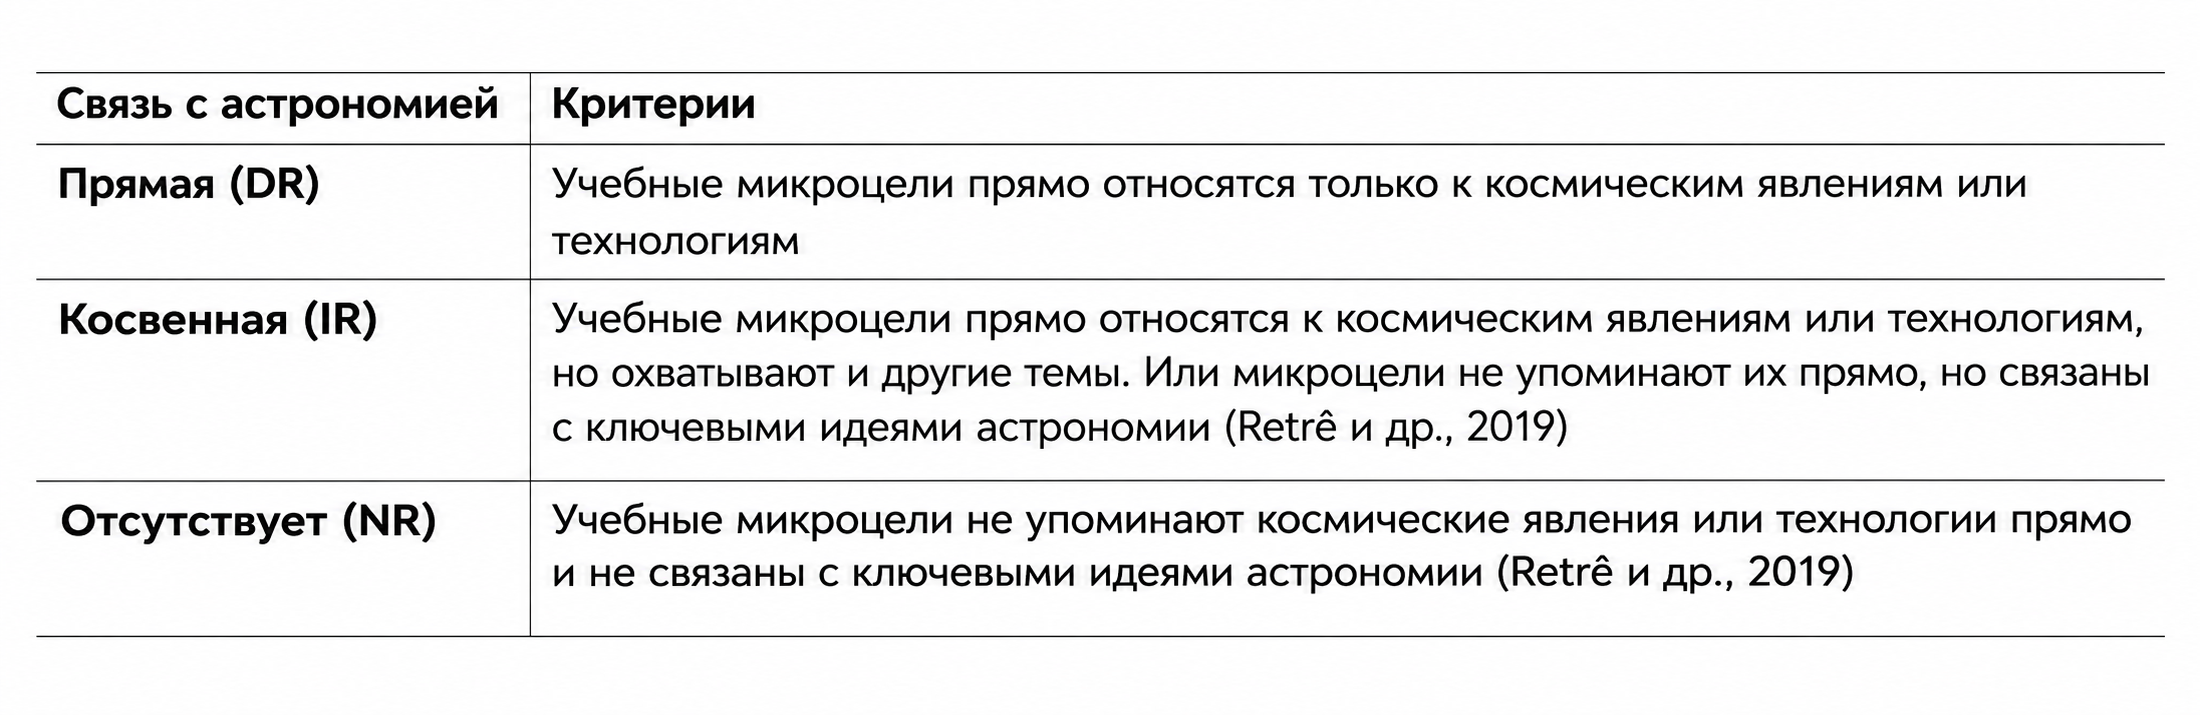 Связь с астрономией
Критерии
Прямая (DR)
Учебные микроцели прямо относятся только к космическим явлениям или
технологиям
Косвенная (IR)
Учебные микроцели прямо относятся к космическим явлениям или технологиям,
но охватывают и другие темы. Или микроцели не упоминают их прямо, но связаны
с ключевыми идеями астрономии (Retrê и др., 2019)
Отсутствует (NR)
Учебные микроцели не упоминают космические явления или технологии прямо
и не связаны с ключевыми идеями астрономии (Retrê и др., 2019)